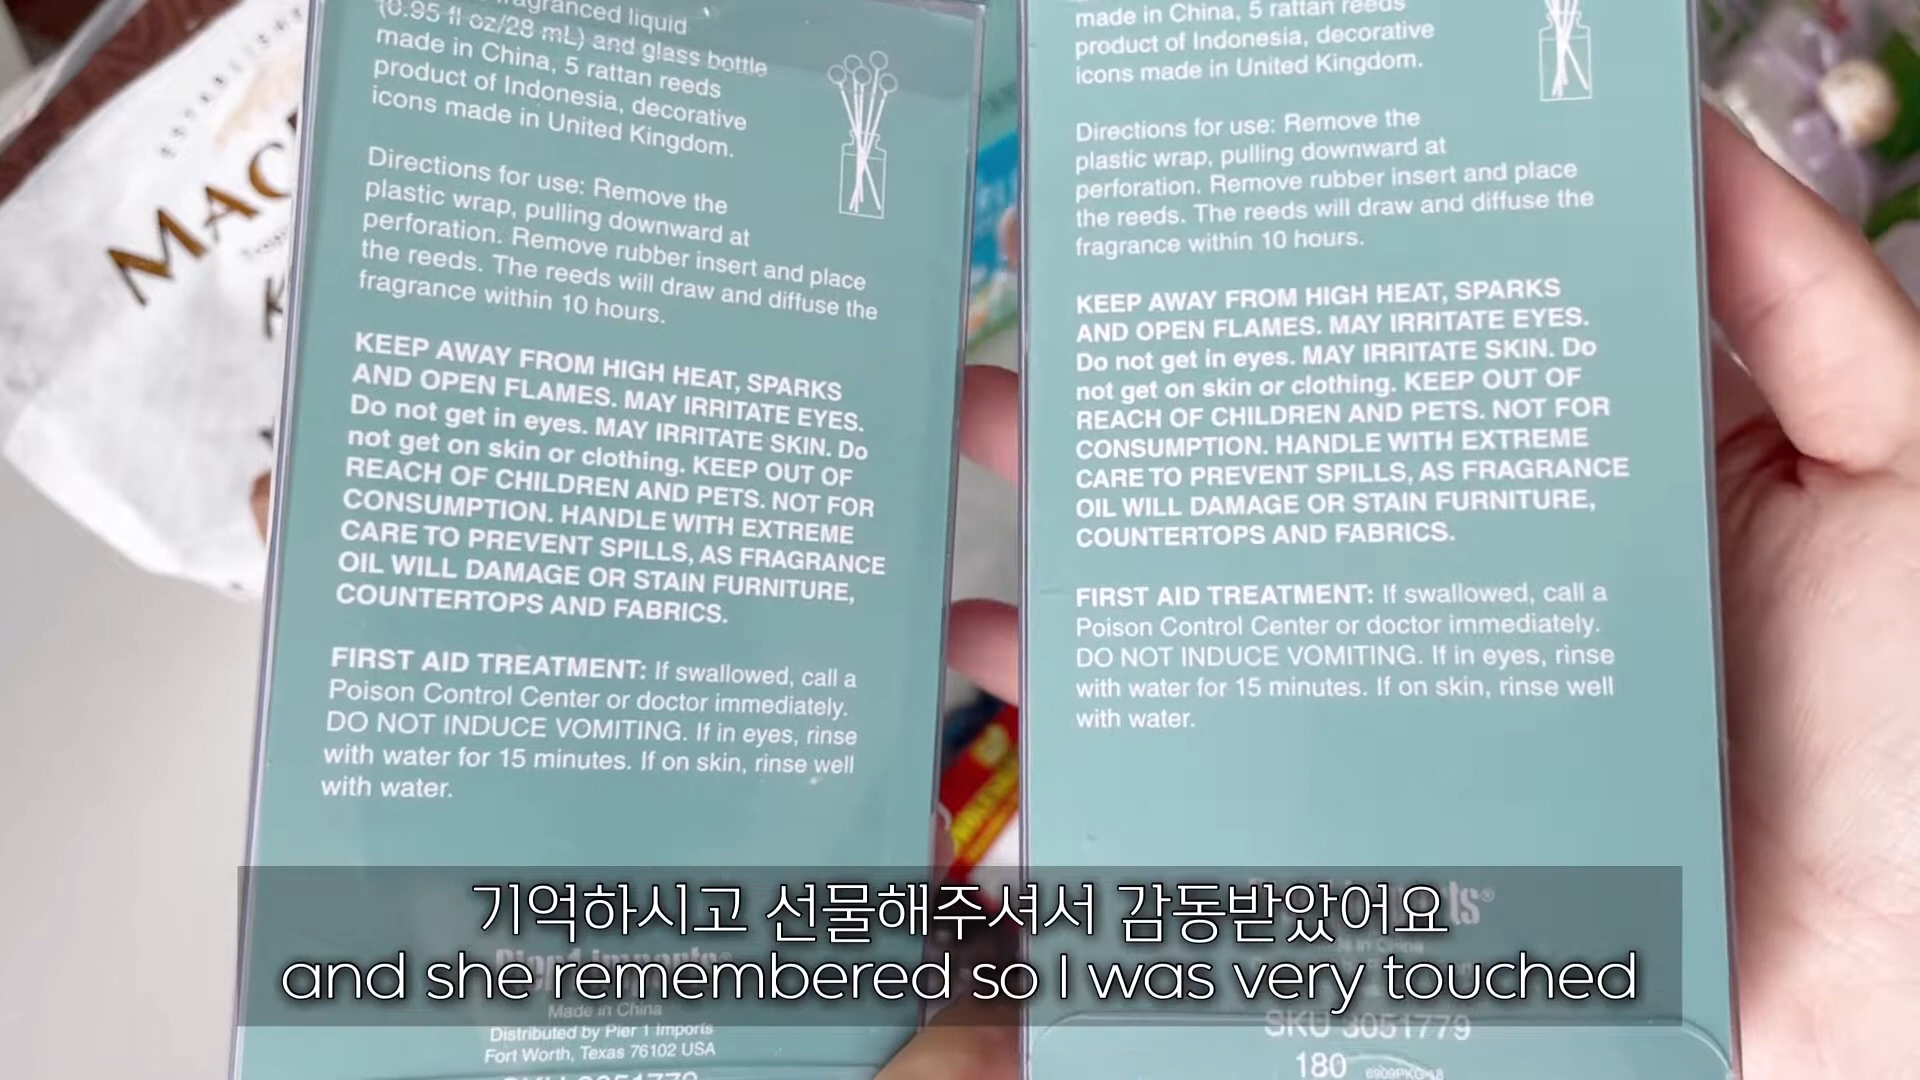 fragranced liquid
(0.95 fl oz/28 mL) and glass bottle
made in China, 5 rattan reeds
product of Indonesia, decorative
icons made in United Kingdom.
Directions for use: Remove the
plastic wrap, pulling downward at
perforation. Remove rubber insert and place
the reeds. The reeds will draw and diffuse the
fragrance within 10 hours.
KEEP AWAY FROM HIGH HEAT, SPARKS
AND OPEN FLAMES. MAY IRRITATE EYES.
Do not get in eyes. MAY IRRITATE SKIN. Do
not get on skin or clothing. KEEP OUT OF
REACH OF CHILDREN AND PETS. NOT FOR
CONSUMPTION. HANDLE WITH EXTREME
CARE TO PREVENT SPILLS, AS FRAGRANCE
OIL WILL DAMAGE OR STAIN FURNITURE,
COUNTERTOPS AND FABRICS.
FIRST AID TREATMENT: If swallowed, call a
Poison Control Center or doctor immediately.
DO NOT INDUCE VOMITING. If in eyes, rinse
with water for 15 minutes. If on skin, rinse well
with water.
Made in China
Distributed by Pier 1 Imports
Fort Worth, Texas 76102 USA
SKU 3051779
made in China, 5 rattan reeds
product of Indonesia, decorative
icons made in United Kingdom.
Directions for use: Remove the
plastic wrap, pulling downward at
perforation. Remove rubber insert and place
the reeds. The reeds will draw and diffuse the
fragrance within 10 hours.
KEEP AWAY FROM HIGH HEAT, SPARKS
AND OPEN FLAMES. MAY IRRITATE EYES.
Do not get in eyes. MAY IRRITATE SKIN. Do
not get on skin or clothing. KEEP OUT OF
REACH OF CHILDREN AND PETS. NOT FOR
CONSUMPTION. HANDLE WITH EXTREME
CARE TO PREVENT SPILLS, AS FRAGRANCE
OIL WILL DAMAGE OR STAIN FURNITURE,
COUNTERTOPS AND FABRICS.
FIRST AID TREATMENT: If swallowed, call a
Poison Control Center or doctor immediately.
DO NOT INDUCE VOMITING. If in eyes, rinse
with water for 15 minutes. If on skin, rinse well
with water.
SKU 3051779
180
6909PKG-18
기억하시고 선물해주셔서 감동받았어요
and she remembered so I was very touched